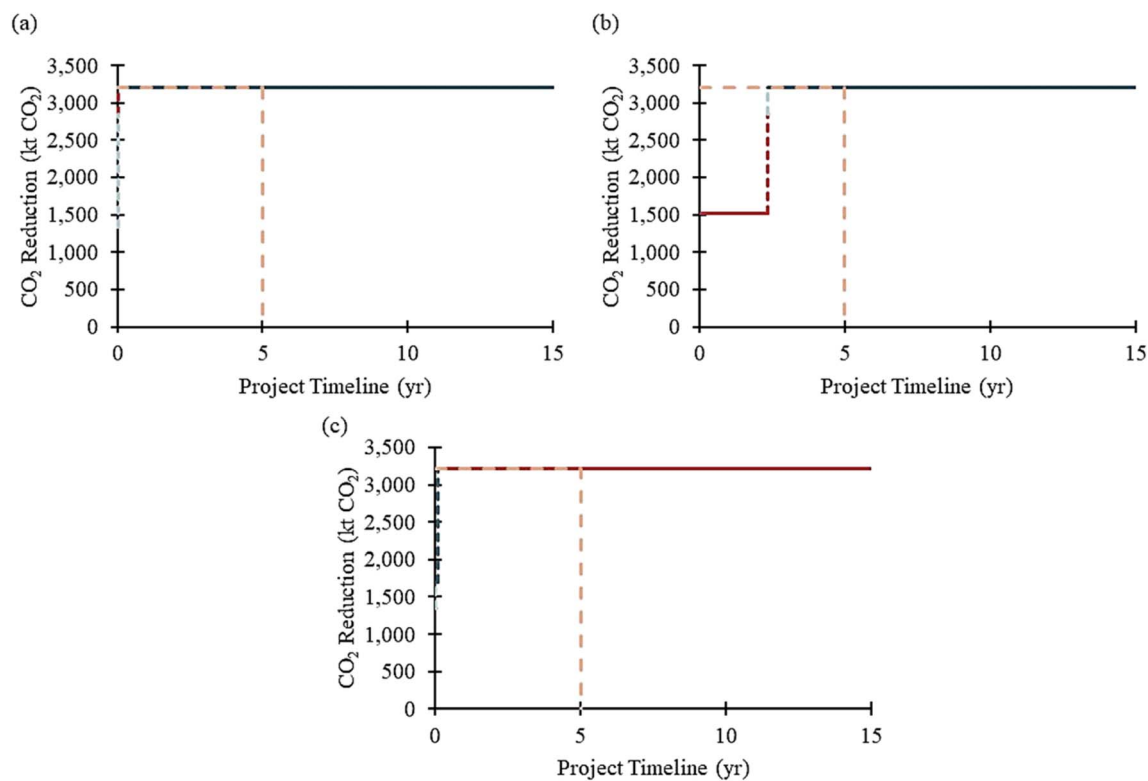 (a)
3,500
3,000
2,500
2,000
1,500
1,000
500
0
CO₂ Reduction (kt CO₂)
0 5 10 15
Project Timeline (yr)
(b)
3,500
3,000
2,500
2,000
1,500
1,000
500
0
CO₂ Reduction (kt CO₂)
0 5 10 15
Project Timeline (yr)
(c)
3,500
3,000
2,500
2,000
1,500
1,000
500
0
CO₂ Reduction (kt CO₂)
0 5 10 15
Project Timeline (yr)